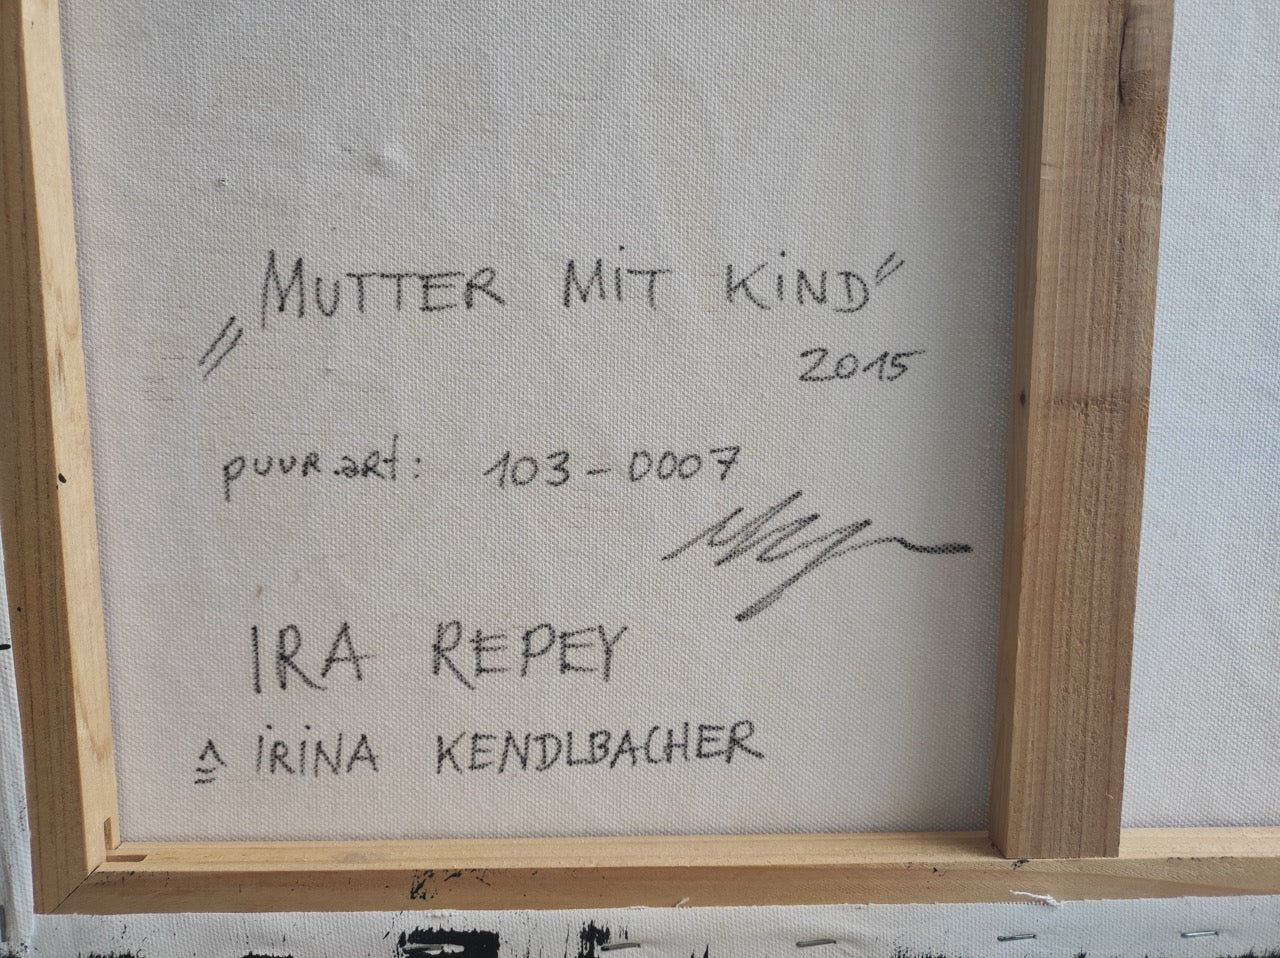 „MUTTER MIT KIND“
2015
puur.art: 103-0007
IRA REPEY
≙ IRINA KENDLBACHER